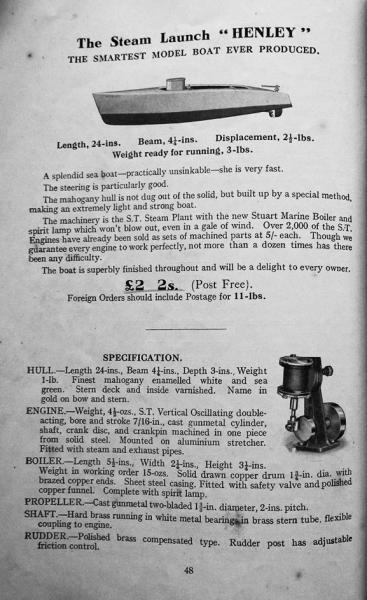 The Steam Launch "HENLEY"
THE SMARTEST MODEL BOAT EVER PRODUCED.
Length, 24-ins. Beam, 4½-ins. Displacement, 2½-lbs.
Weight ready for running, 3-lbs.
A splendid sea boat—practically unsinkable—she is very fast.
The steering is particularly good.
The mahogany hull is not dug out of the solid, but built up by a special method,
making an extremely light and strong boat.
The machinery is the S.T. Steam Plant with the new Stuart Marine Boiler and
spirit lamp which won't blow out, even in a gale of wind. Over 2,000 of the S.T.
Engines have already been sold as sets of machined parts at 5/- each. Though we
guarantee every engine to work perfectly, not more than a dozen times has there
been any difficulty.
The boat is superbly finished throughout and will be a delight to every owner.
£2 2s. (Post Free).
Foreign Orders should include Postage for 11-lbs.
SPECIFICATION.
HULL.—Length 24-ins., Beam 4½-ins., Depth 3-ins., Weight
1-lb. Finest mahogany enamelled white and sea
green. Stern deck and inside varnished. Name in
gold on bow and stern.
ENGINE.—Weight, 4½-ozs., S.T. Vertical Oscillating double-
acting, bore and stroke 7/16-in., cast gunmetal cylinder,
shaft, crank disc, and crankpin machined in one piece
from solid steel. Mounted on aluminium stretcher.
Fitted with steam and exhaust pipes.
BOILER.—Length 5½-ins., Width 2¼-ins., Height 3¼-ins.
Weight in working order 15-ozs. Solid drawn copper drum in. dia. with
brazed copper ends. Sheet steel casing. Fitted with safety valve and polished
copper funnel. Complete with spirit lamp.
PROPELLER.—Cast gunmetal two-bladed in. diameter, 2-ins. pitch.
SHAFT.—Hard brass running in white metal bearings in brass stern tube, flexible
coupling to engine.
RUDDER.—Polished brass compensated type. Rudder post has adjustable
friction control.
48